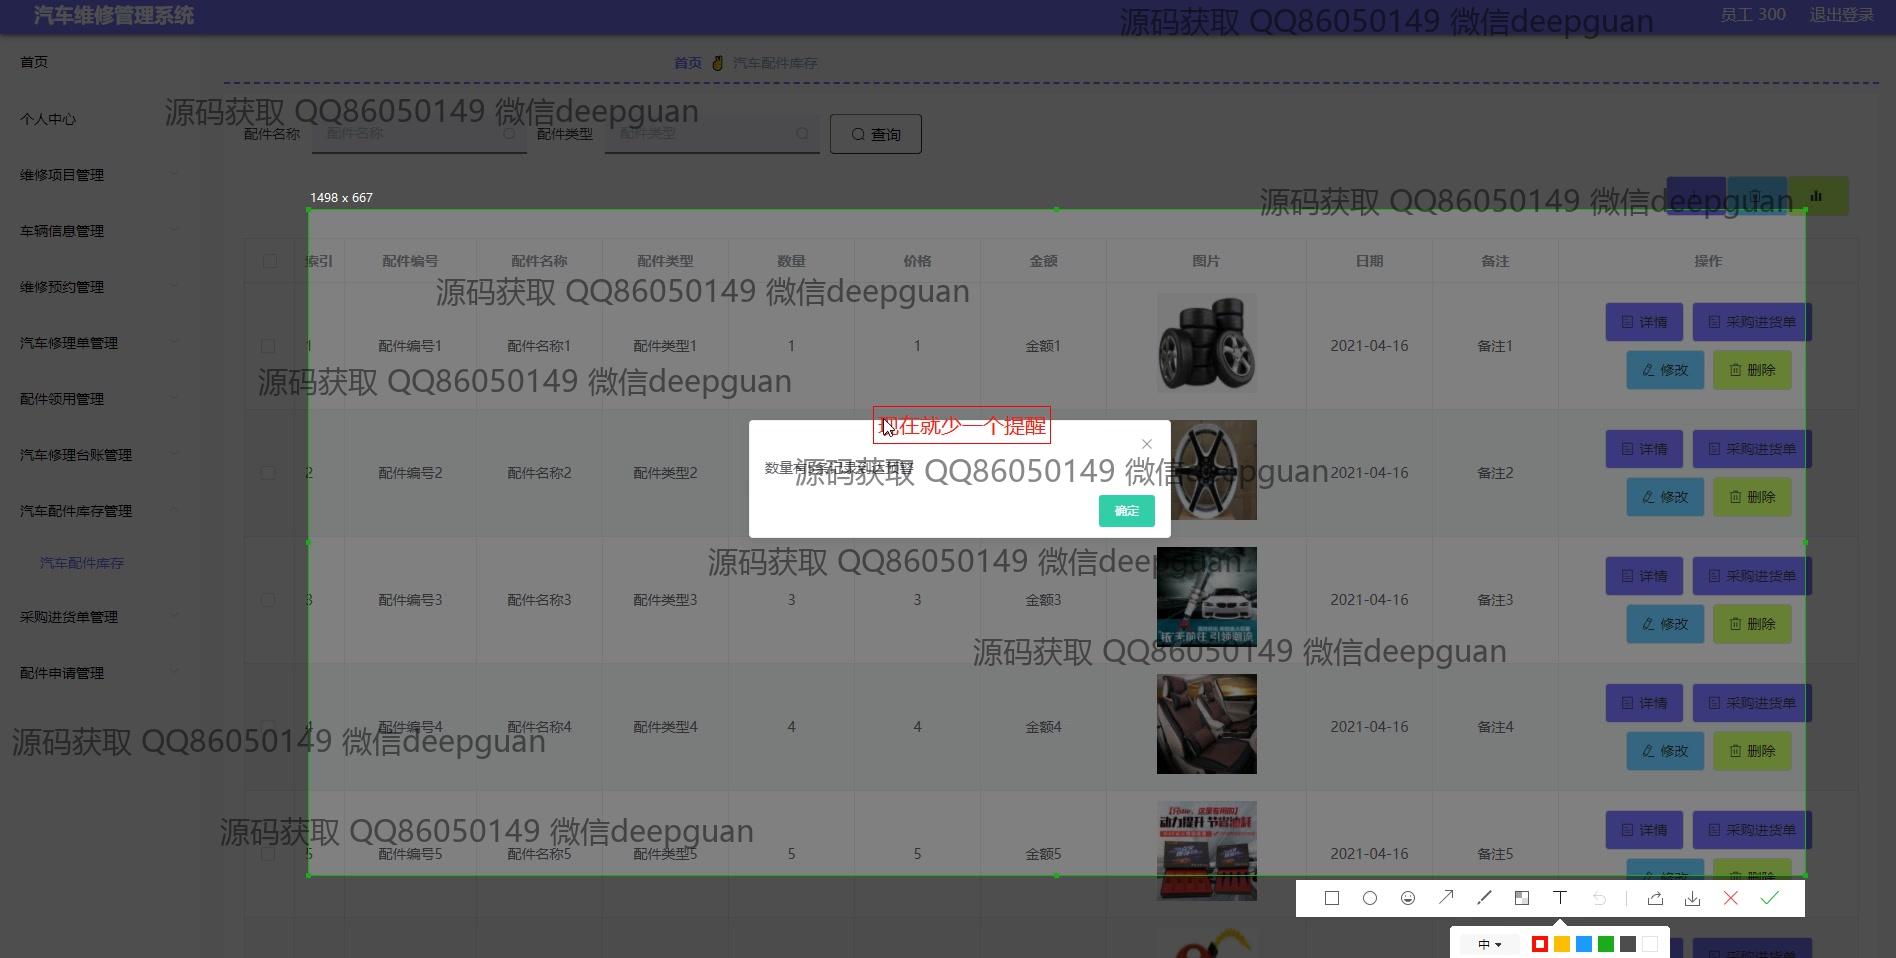 汽车维修管理系统
员工 300 退出登录
源码获取 QQ86050149 微信deepguan
首页
首页 汽车配件库存
个人中心
源码获取 QQ86050149 微信deepguan
配件名称 配件名称 配件类型 配件类型 查询
维修项目管理
1498 x 667
源码获取 QQ86050149 微信deepguan
车辆信息管理
索引 配件编号 配件名称 配件类型 数量 价格 金额 图片 日期 备注 操作
维修预约管理
源码获取 QQ86050149 微信deepguan
详情 采购进货单
汽车修理单管理
1 配件编号1 配件名称1 配件类型1 1 1 金额1 2021-04-16 备注1
修改 删除
源码获取 QQ86050149 微信deepguan
配件领用管理
现在就少一个提醒
详情 采购进货单
汽车修理台账管理
2 配件编号2 配件名称2 配件类型2 2021-04-16 备注2
源码获取 QQ86050149 微信deepguan
修改 删除
汽车配件库存管理
确定
汽车配件库存
源码获取 QQ86050149 微信deepguan
详情 采购进货单
3 配件编号3 配件名称3 配件类型3 3 3 金额3 2021-04-16 备注3
采购进货单管理
修改 删除
源码获取 QQ86050149 微信deepguan
配件申请管理
详情 采购进货单
4 配件编号4 配件名称4 配件类型4 4 4 金额4 2021-04-16 备注4
源码获取 QQ86050149 微信deepguan
修改 删除
动力提升 节省油耗
源码获取 QQ86050149 微信deepguan
详情 采购进货单
5 配件编号5 配件名称5 配件类型5 5 5 金额5 2021-04-16 备注5
修改 删除
中
采购进货单